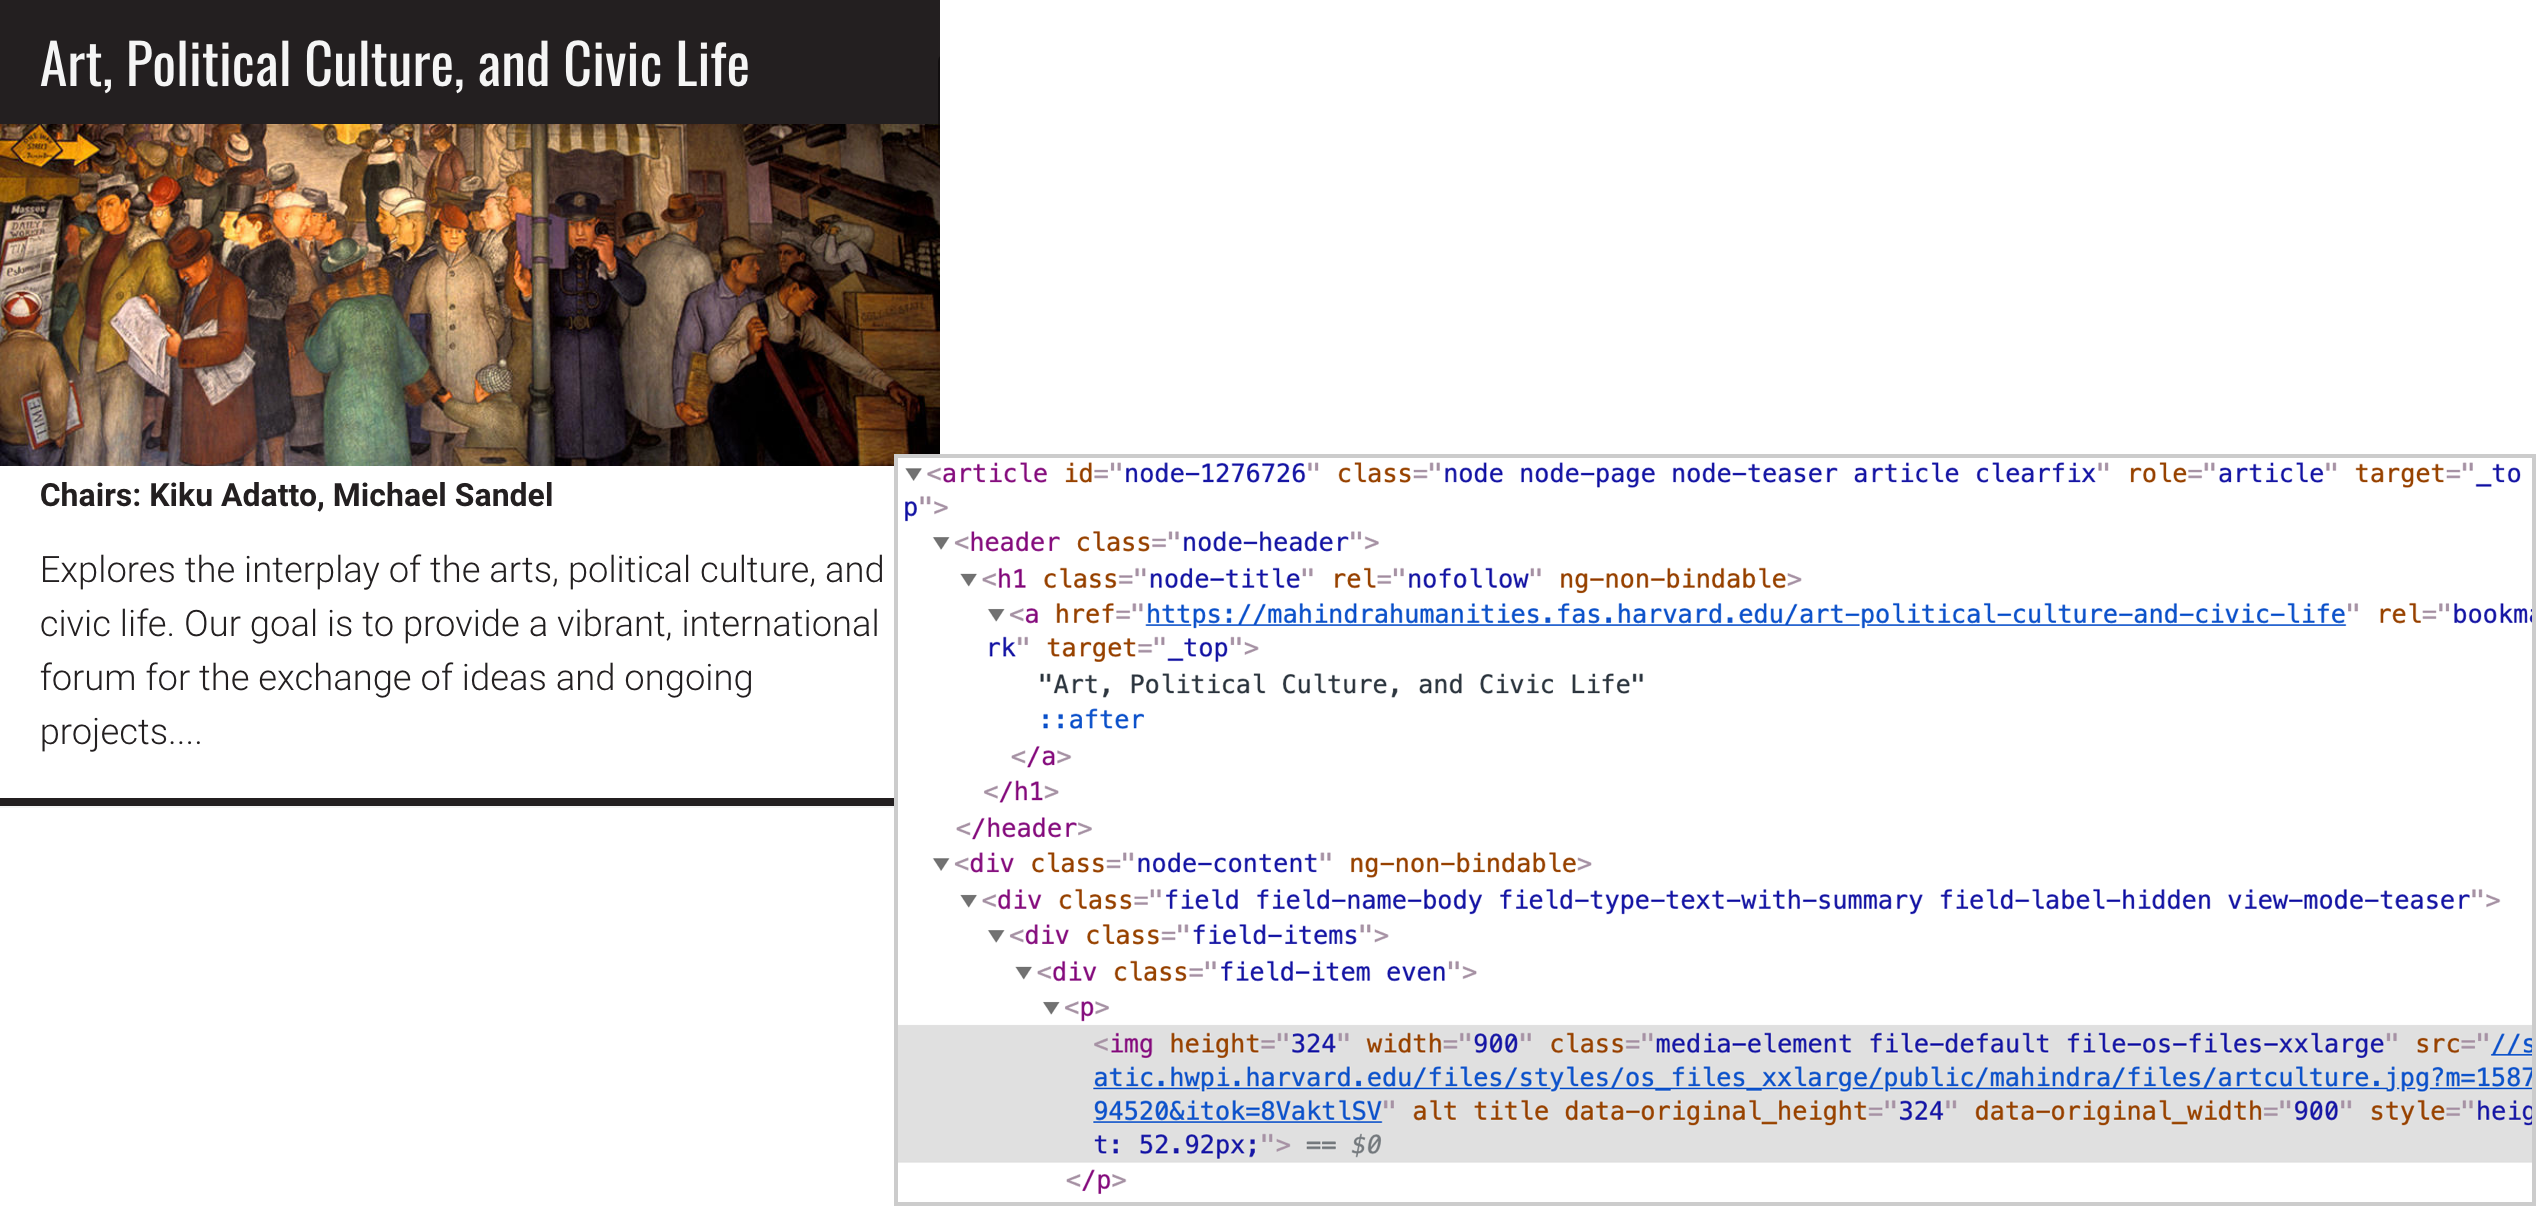 Art, Political Culture, and Civic Life
STREET
Masses
DAILY
WORKER
TIME
Chairs: Kiku Adatto, Michael Sandel
Explores the interplay of the arts, political culture, and
civic life. Our goal is to provide a vibrant, international
forum for the exchange of ideas and ongoing
projects....
▼<article id="node-1276726" class="node node-page node-teaser article clearfix" role="article" target="_to
p">
▼<header class="node-header">
▼<h1 class="node-title" rel="nofollow" ng-non-bindable>
▼<a href="https://mahindrahumanities.fas.harvard.edu/art-political-culture-and-civic-life" rel="bookma
rk" target="_top">
"Art, Political Culture, and Civic Life"
::after
</a>
</h1>
</header>
▼<div class="node-content" ng-non-bindable>
▼<div class="field field-name-body field-type-text-with-summary field-label-hidden view-mode-teaser">
▼<div class="field-items">
▼<div class="field-item even">
▼<p>
<img height="324" width="900" class="media-element file-default file-os-files-xxlarge" src="//s
atic.hwpi.harvard.edu/files/styles/os_files_xxlarge/public/mahindra/files/artculture.jpg?m=1587
94520&itok=8VaktlSV" alt title data-original_height="324" data-original_width="900" style="heig
t: 52.92px;"> == $0
</p>